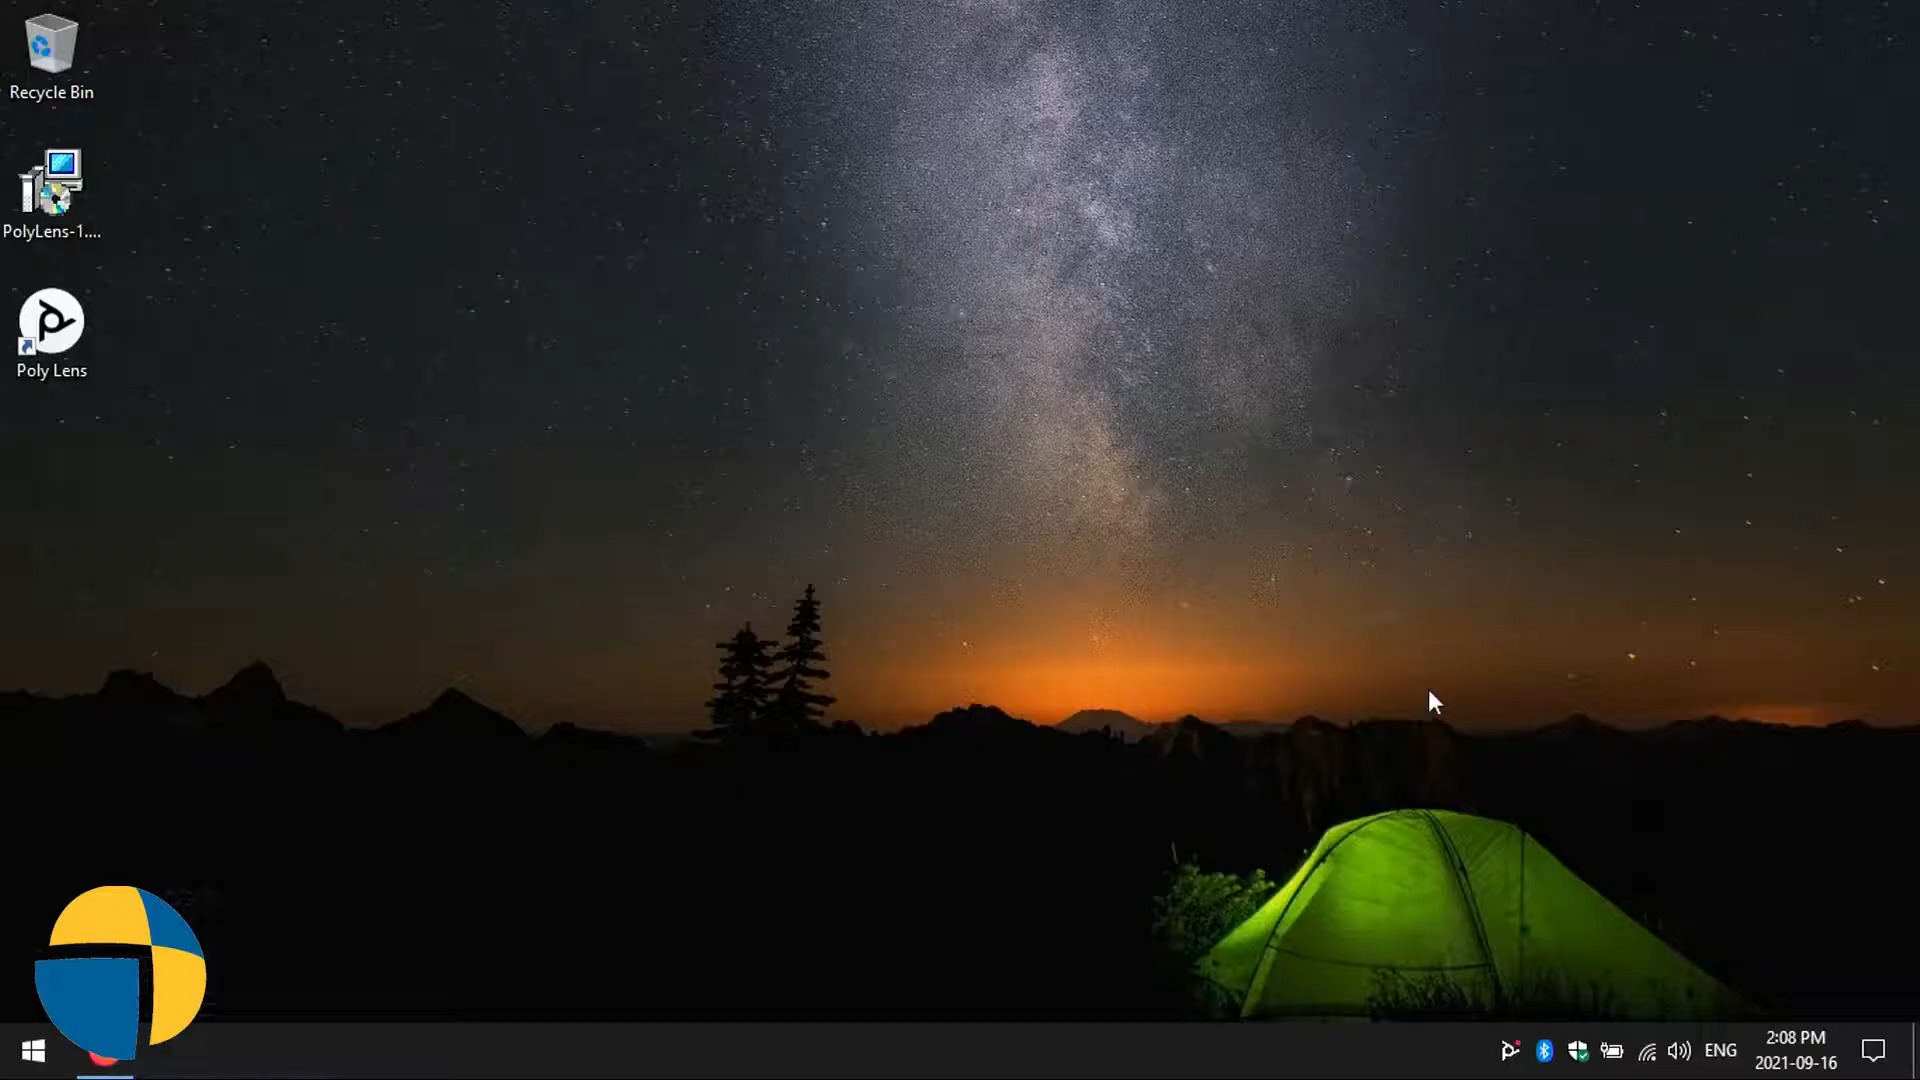 Recycle Bin
PolyLens-1....
Poly Lens
ENG
2:08 PM
2021-09-16